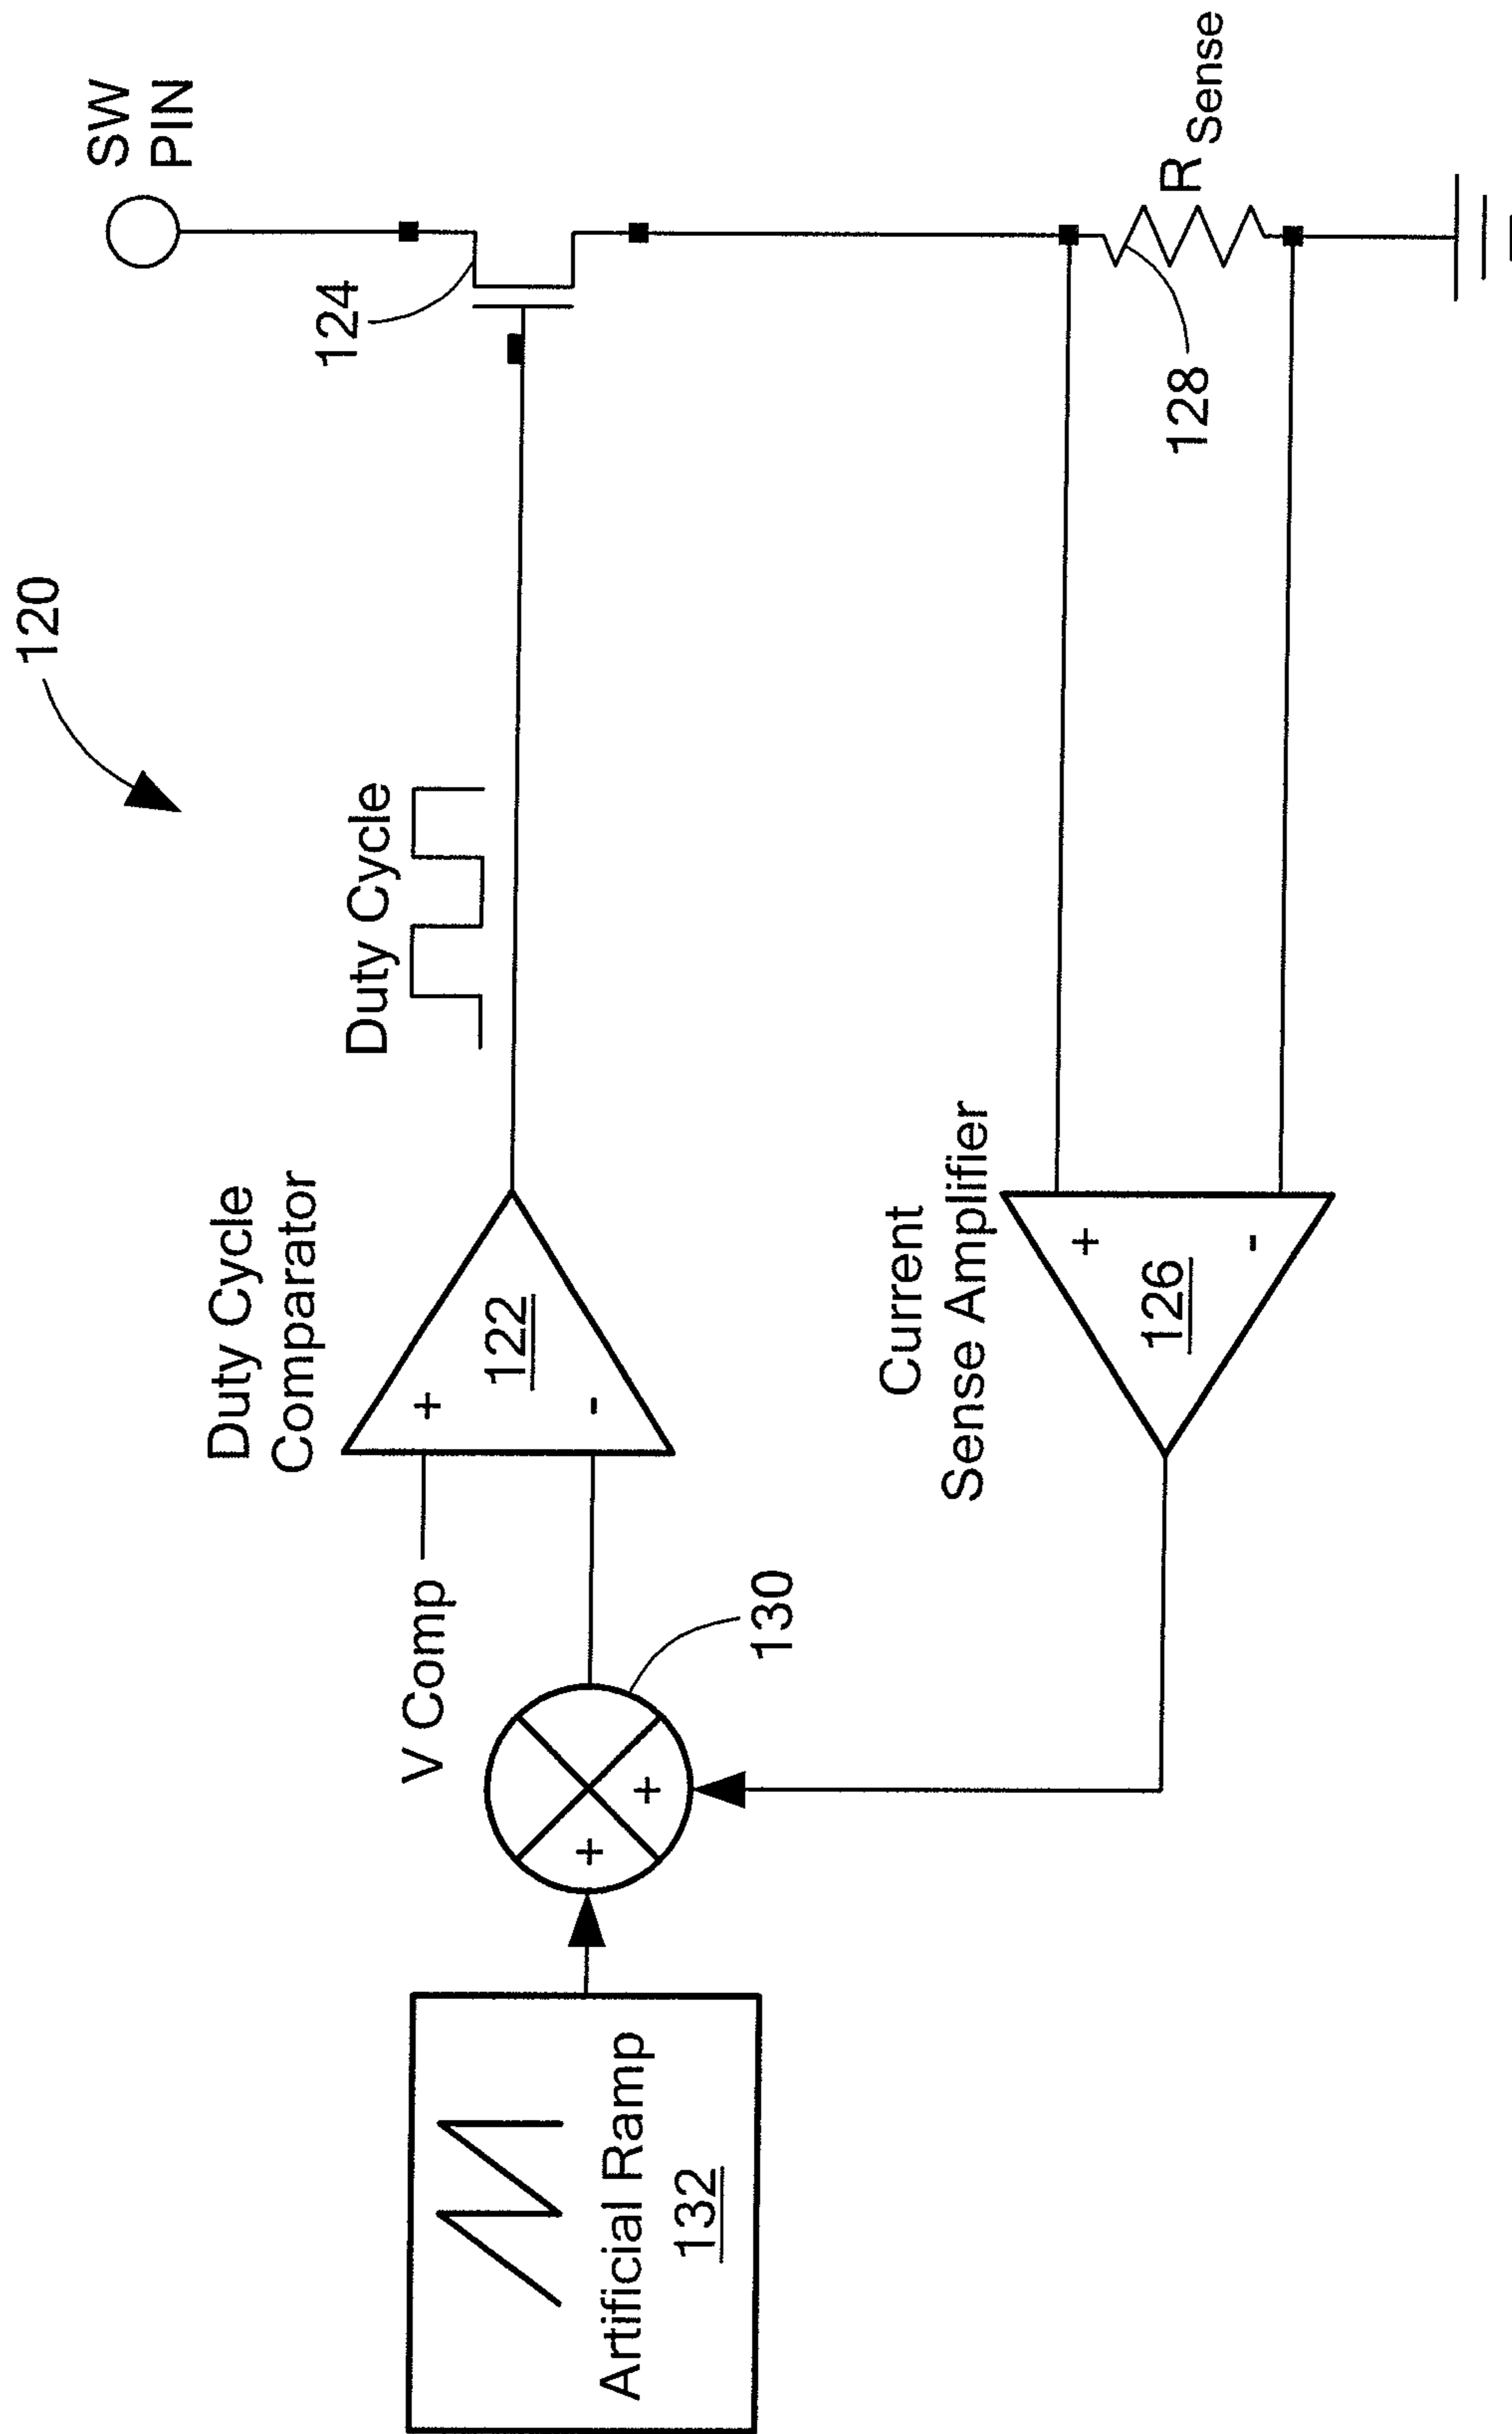 120
SW
PIN
Duty Cycle
Comparator
Duty Cycle
124
V Comp
+
-
122
Artificial Ramp
132
+
+
130
Current
Sense Amplifier
+
-
126
128
R Sense